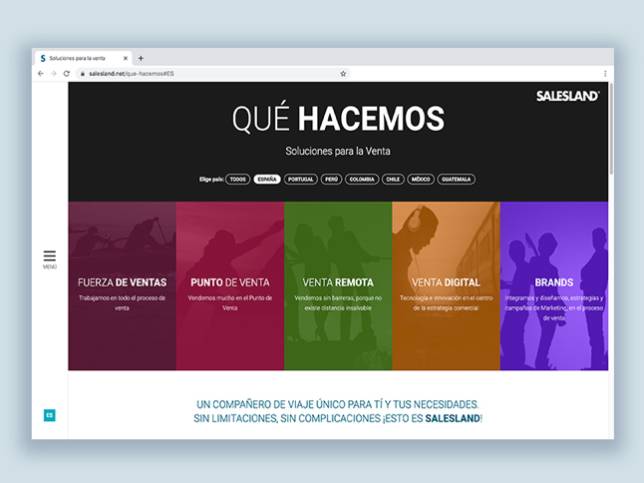 Soluciones para la venta
salesland.net/que-hacemos#ES
SALESLAND
QUÉ HACEMOS
Soluciones para la Venta
Elige país: TODOS ESPAÑA PORTUGAL PERÚ COLOMBIA CHILE MÉXICO GUATEMALA
MENÚ
FUERZA DE VENTAS
Trabajamos en todo el proceso de
venta
PUNTO DE VENTA
Vendemos mucho en el Punto de
Venta
VENTA REMOTA
Vendemos sin barreras, porque no
existe distancia insalvable
VENTA DIGITAL
Tecnología e innovación en el centro
de la estrategia comercial
BRANDS
Integramos y diseñamos, estrategias y
campañas de Marketing, en el proceso
de venta
ES
UN COMPAÑERO DE VIAJE ÚNICO PARA TÍ Y TUS NECESIDADES.
SIN LIMITACIONES, SIN COMPLICACIONES ¡ESTO ES SALESLAND!